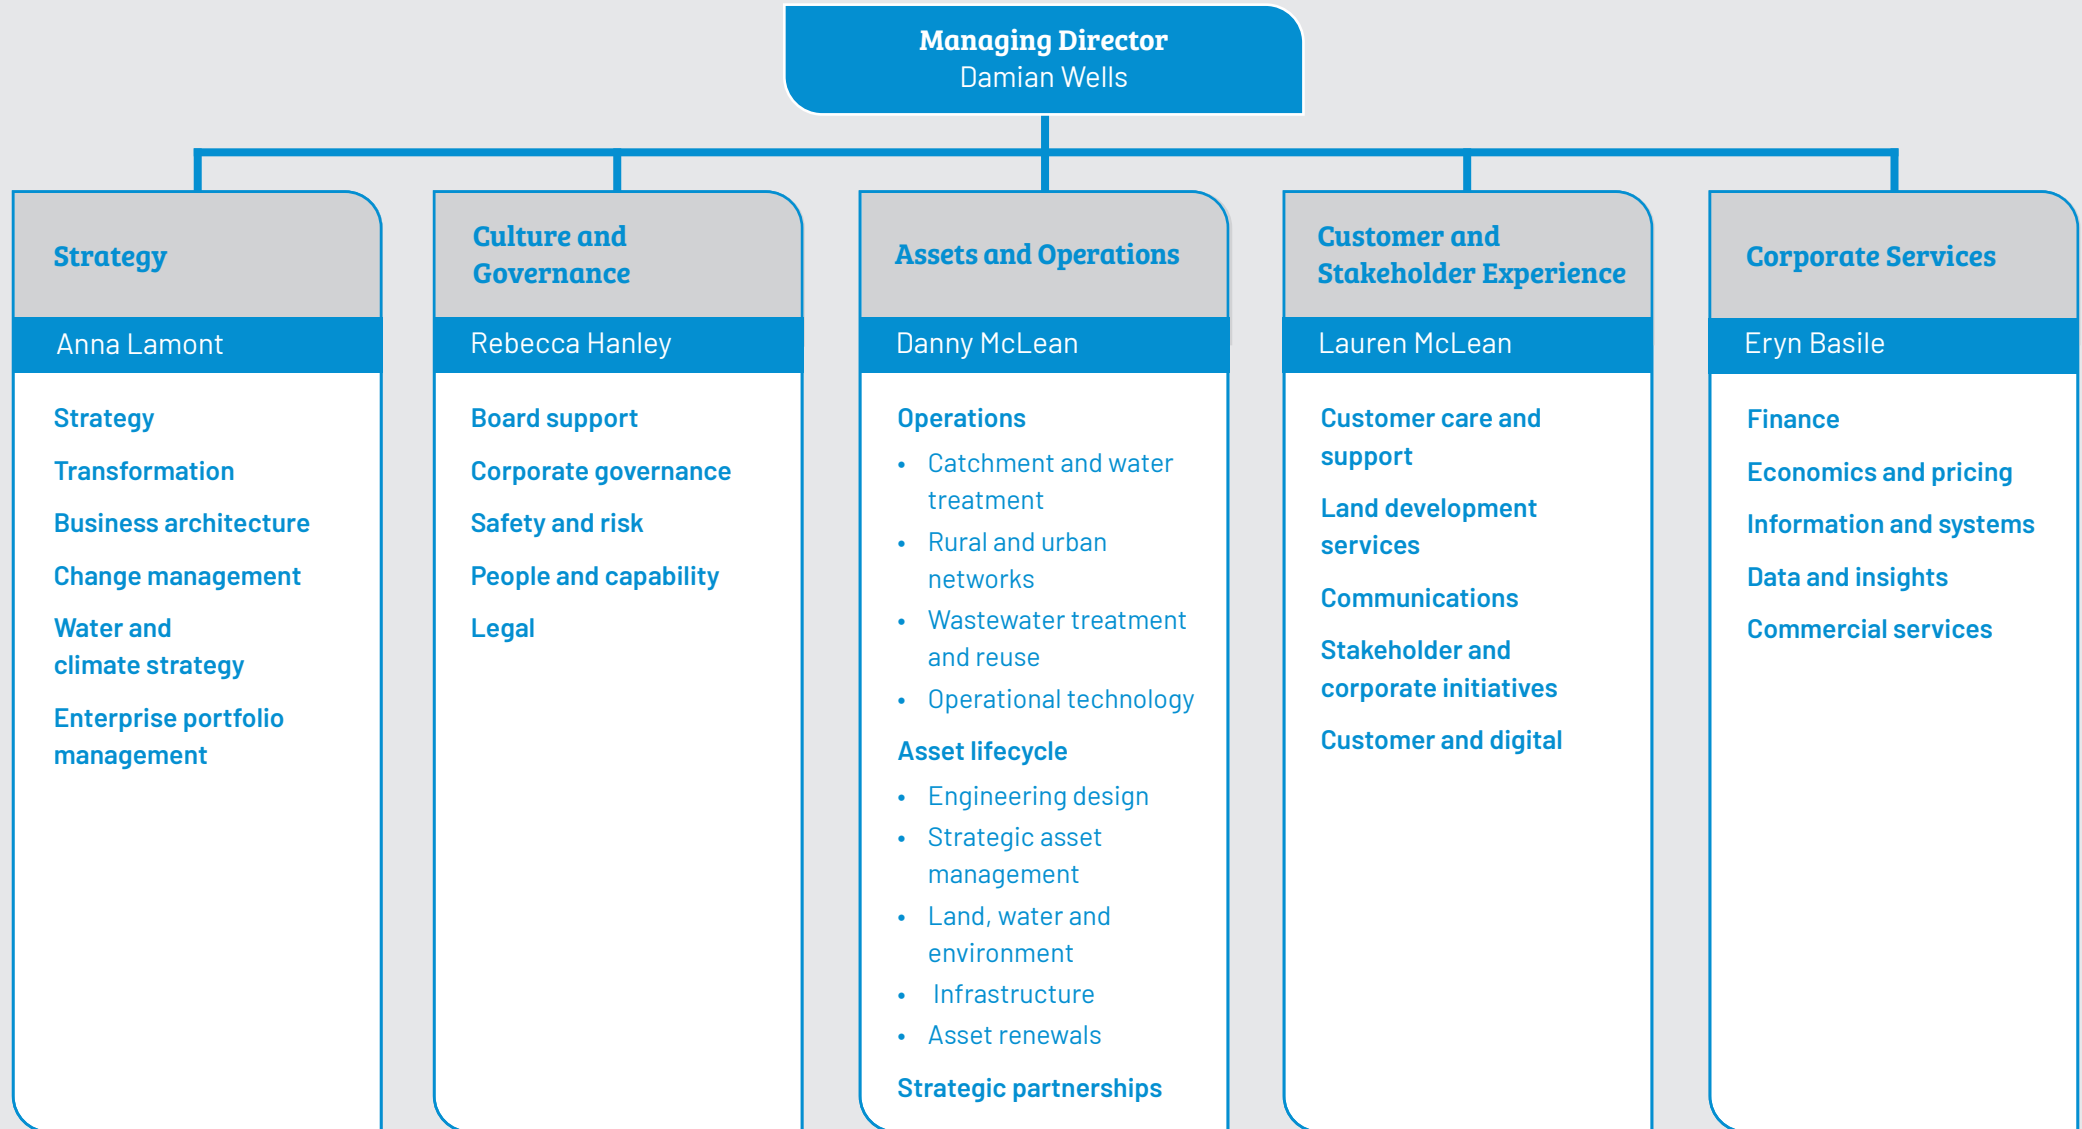 Managing Director
Damian Wells
Strategy
Anna Lamont
Strategy
Transformation
Business architecture
Change management
Water and
climate strategy
Enterprise portfolio
management
Culture and
Governance
Rebecca Hanley
Board support
Corporate governance
Safety and risk
People and capability
Legal
Assets and Operations
Danny McLean
Operations
• Catchment and water
treatment
• Rural and urban
networks
• Wastewater treatment
and reuse
• Operational technology
Asset lifecycle
• Engineering design
• Strategic asset
management
• Land, water and
environment
• Infrastructure
• Asset renewals
Strategic partnerships
Customer and
Stakeholder Experience
Lauren McLean
Customer care and
support
Land development
services
Communications
Stakeholder and
corporate initiatives
Customer and digital
Corporate Services
Eryn Basile
Finance
Economics and pricing
Information and systems
Data and insights
Commercial services